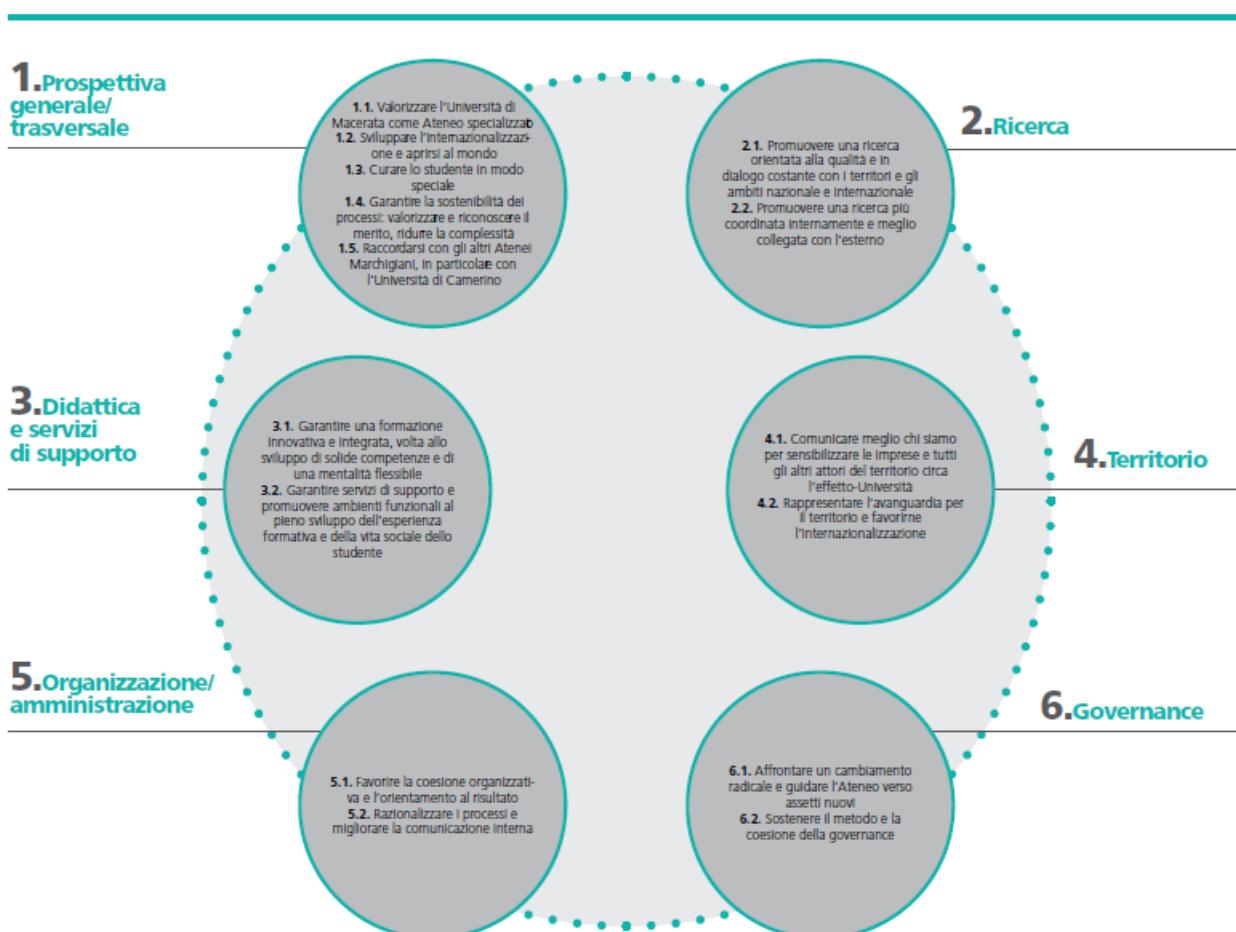 1.Prospettiva
generale/
trasversale
1.1. Valorizzare l'Università di
Macerata come Ateneo specializzato
1.2. Sviluppare l'internazionalizzazi-
one e aprirsi al mondo
1.3. Curare lo studente in modo
speciale
1.4. Garantire la sostenibilità dei
processi: valorizzare e riconoscere il
merito, ridurre la complessità
1.5. Raccordarsi con gli altri Atenei
Marchigiani, in particolare con
l'Università di Camerino
2.Ricerca
2.1. Promuovere una ricerca
orientata alla qualità e in
dialogo costante con i territori e gli
ambiti nazionale e internazionale
2.2. Promuovere una ricerca più
coordinata internamente e meglio
collegata con l'esterno
3.Didattica
e servizi
di supporto
3.1. Garantire una formazione
innovativa e integrata, volta allo
sviluppo di solide competenze e di
una mentalità flessibile
3.2. Garantire servizi di supporto e
promuovere ambienti funzionali al
pieno sviluppo dell'esperienza
formativa e della vita sociale dello
studente
4.Territorio
4.1. Comunicare meglio chi siamo
per sensibilizzare le imprese e tutti
gli altri attori del territorio circa
l'effetto-Università
4.2. Rappresentare l'avanguardia per
il territorio e favorirne
l'internazionalizzazione
5.Organizzazione/
amministrazione
5.1. Favorire la coesione organizzati-
va e l'orientamento al risultato
5.2. Razionalizzare i processi e
migliorare la comunicazione interna
6.Governance
6.1. Affrontare un cambiamento
radicale e guidare l'Ateneo verso
assetti nuovi
6.2. Sostenere il metodo e la
coesione della governance